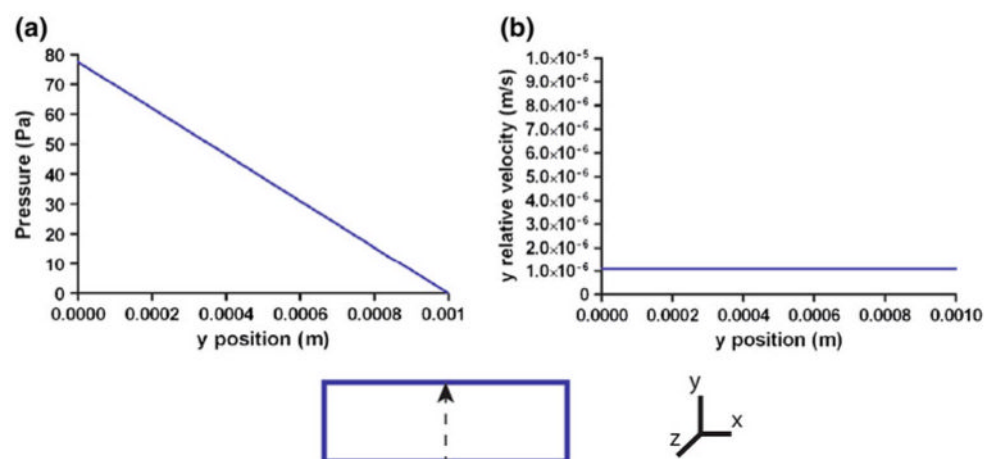 (a)
80
70
60
50
40
30
20
10
0
Pressure (Pa)
0.0000 0.0002 0.0004 0.0006 0.0008 0.001
y position (m)
(b)
1.0×10-5
9.0×10-6
8.0×10-6
7.0×10-6
6.0×10-6
5.0×10-6
4.0×10-6
3.0×10-6
2.0×10-6
1.0×10-6
0
y relative velocity (m/s)
0.0000 0.0002 0.0004 0.0006 0.0008 0.0010
y position (m)
y
x
z